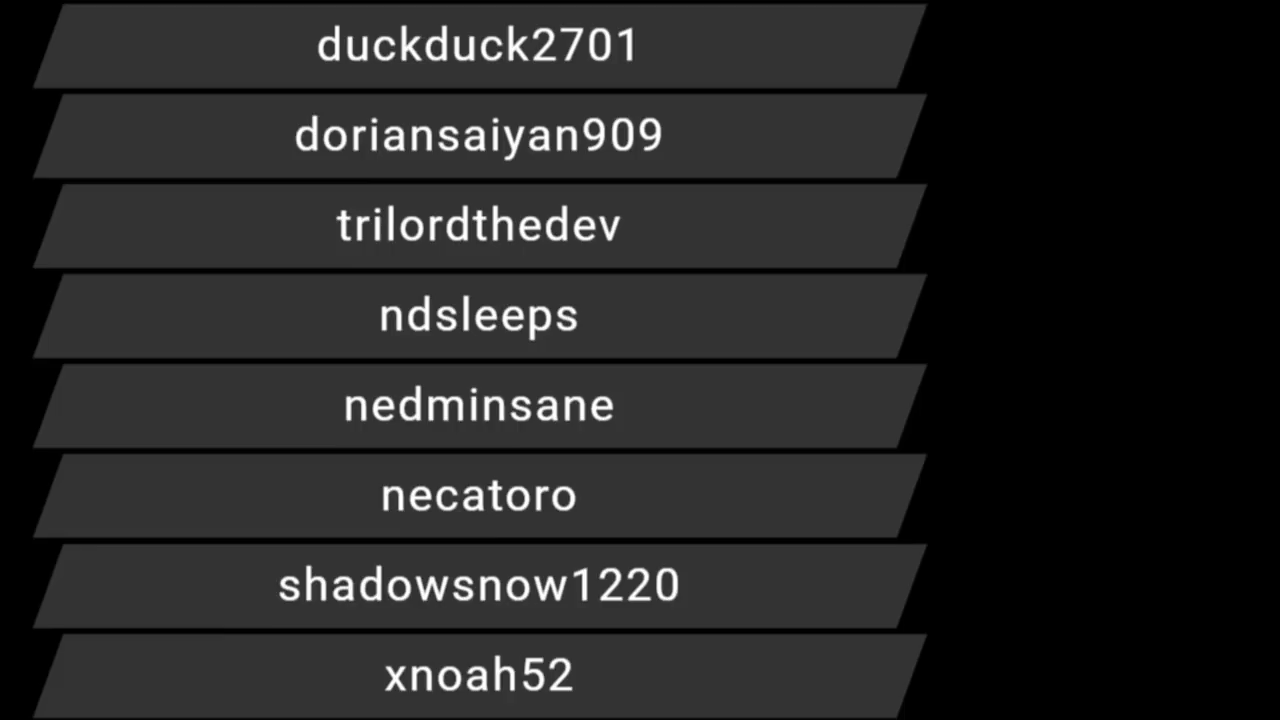 duckduck2701
doriansaiyan909
trilordthedev
ndsleeps
nedminsane
necatoro
shadowsnow1220
xnoah52